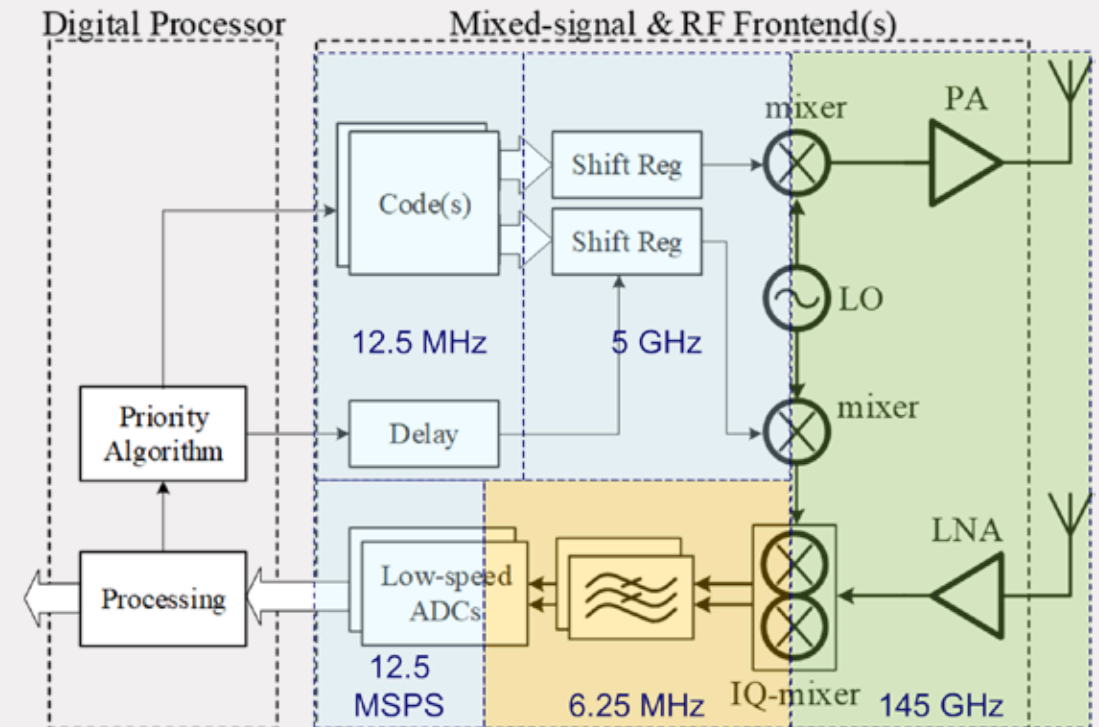 Digital Processor
Mixed-signal & RF Frontend(s)
mixer
PA
Shift Reg
Code(s)
Shift Reg
LO
12.5 MHz
5 GHz
Priority
Algorithm
Delay
mixer
LNA
Low-speed
ADCs
Processing
12.5
MSPS
6.25 MHz
IQ-mixer
145 GHz